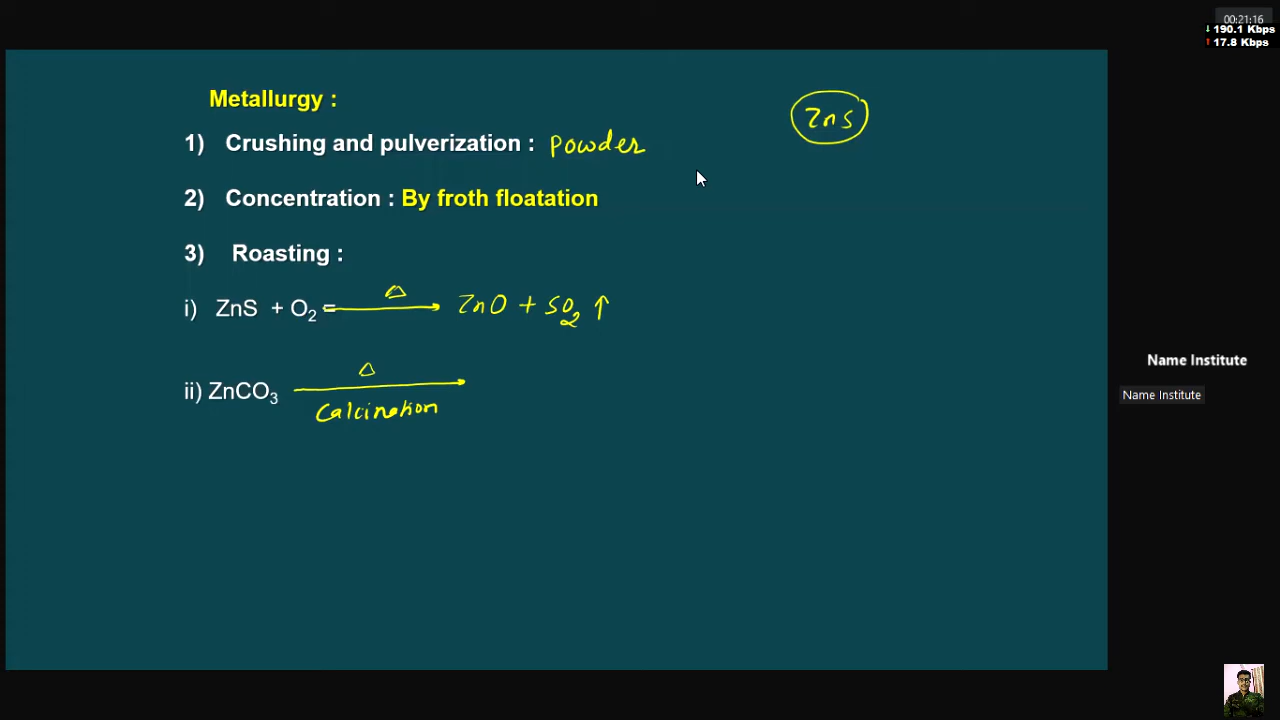 00:21:16
↓ 190.1 Kbps
↑ 17.8 Kbps
Metallurgy :
ZnS
1) Crushing and pulverization : powder
2) Concentration : By froth floatation
3) Roasting :
i) ZnS + O₂ = Δ→ ZnO + SO₂ ↑
ii) ZnCO₃ Δ→
Calcination
Name Institute
Name Institute